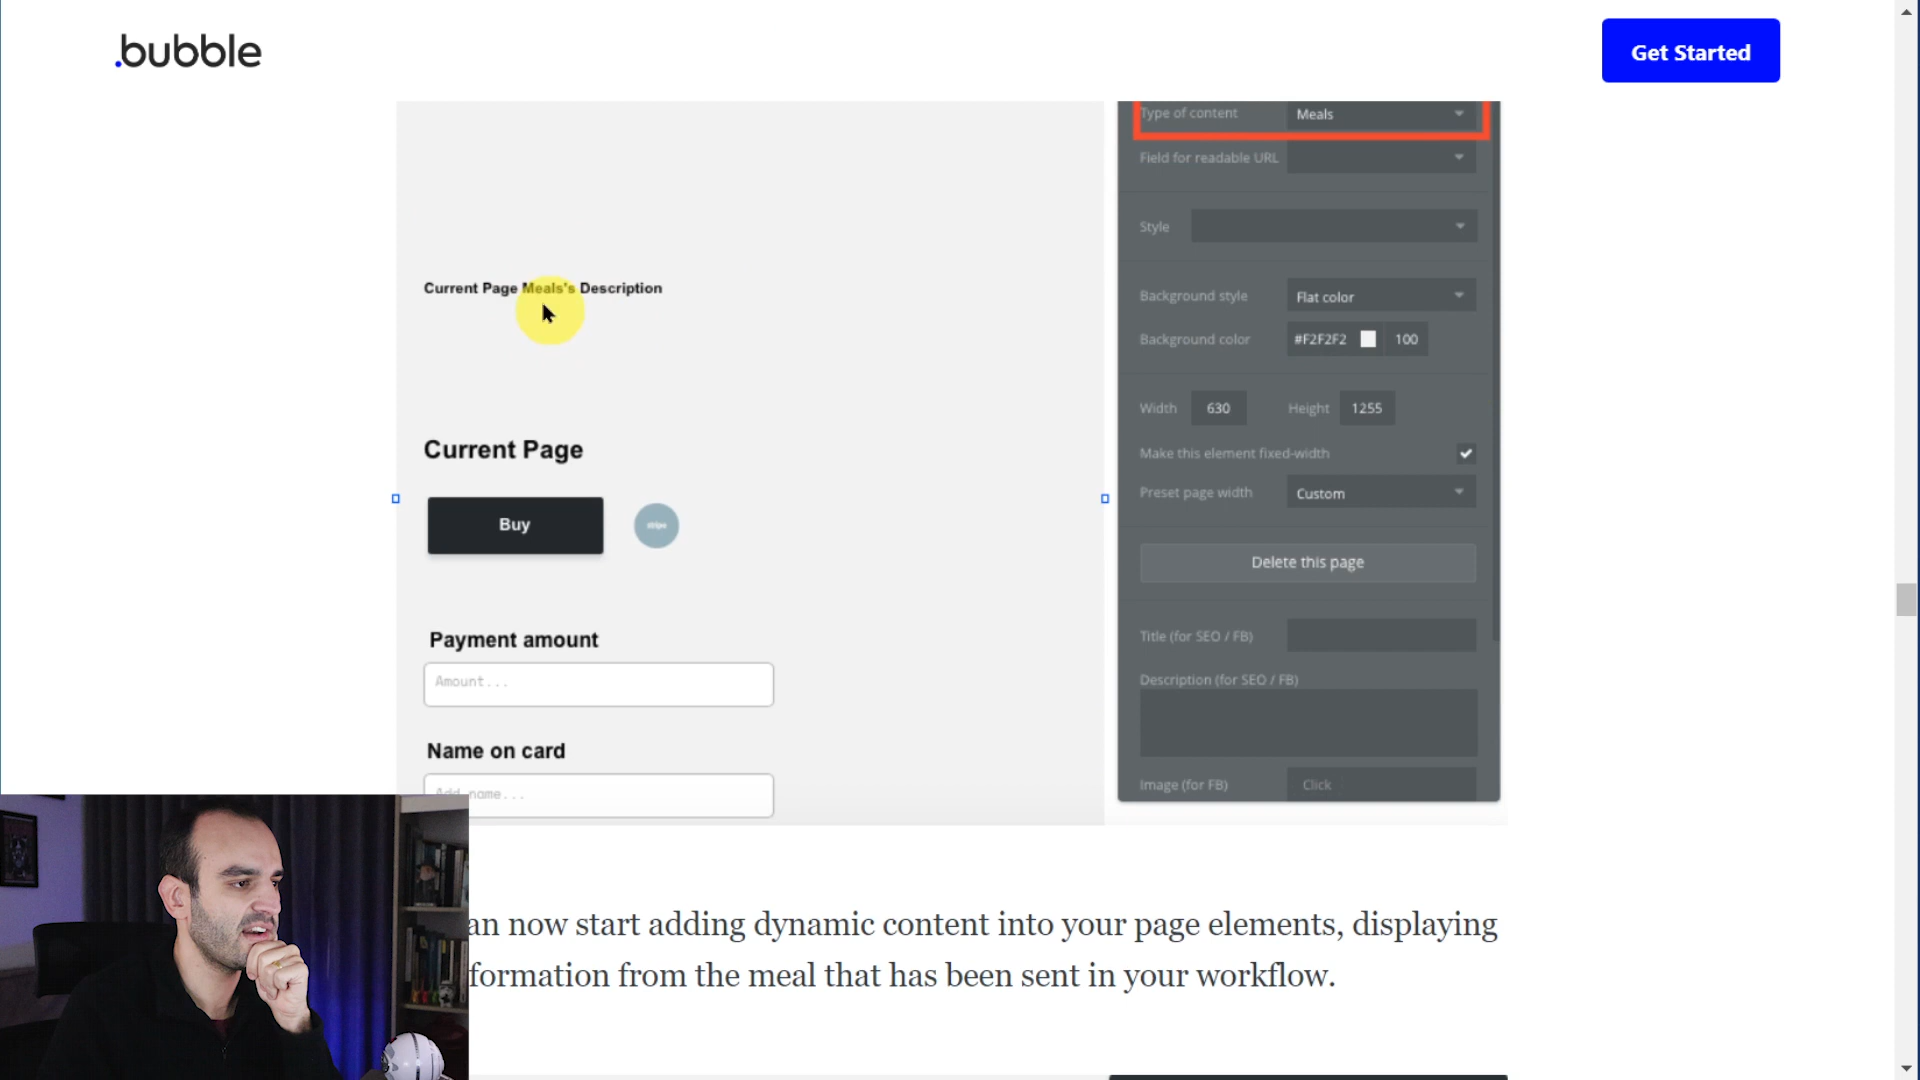 .bubble
Get Started
Type of content
Meals
Field for readable URL
Style
Current Page Meals's Description
Background style
Flat color
Background color
#F2F2F2
100
Width
630
Height
1255
Current Page
Make this element fixed-width
Preset page width
Custom
Buy
stripe
Delete this page
Payment amount
Title (for SEO / FB)
Amount...
Description (for SEO / FB)
Name on card
Image (for FB)
Click
Add name...
an now start adding dynamic content into your page elements, displaying
formation from the meal that has been sent in your workflow.